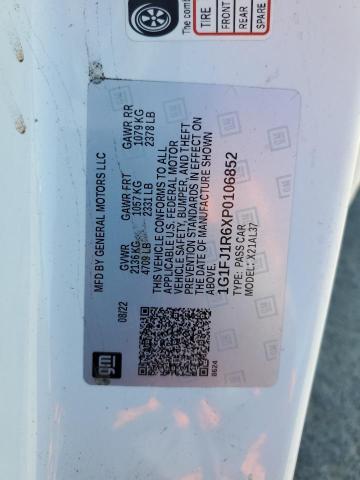 The com
TIRE
FRONT
REAR
SPARE
MFD BY GENERAL MOTORS LLC
08/22
GVWR GAWR FRT GAWR RR
2136 KG 1057 KG 1079 KG
4709 LB 2331 LB 2378 LB
THIS VEHICLE CONFORMS TO ALL
APPLICABLE U.S. FEDERAL MOTOR
VEHICLE SAFETY, BUMPER, AND THEFT
PREVENTION STANDARDS IN EFFECT ON
THE DATE OF MANUFACTURE SHOWN
ABOVE.
1G1FJ1R6XP0106852
TYPE: PASS CAR
MODEL: X21AL37
gm
0624